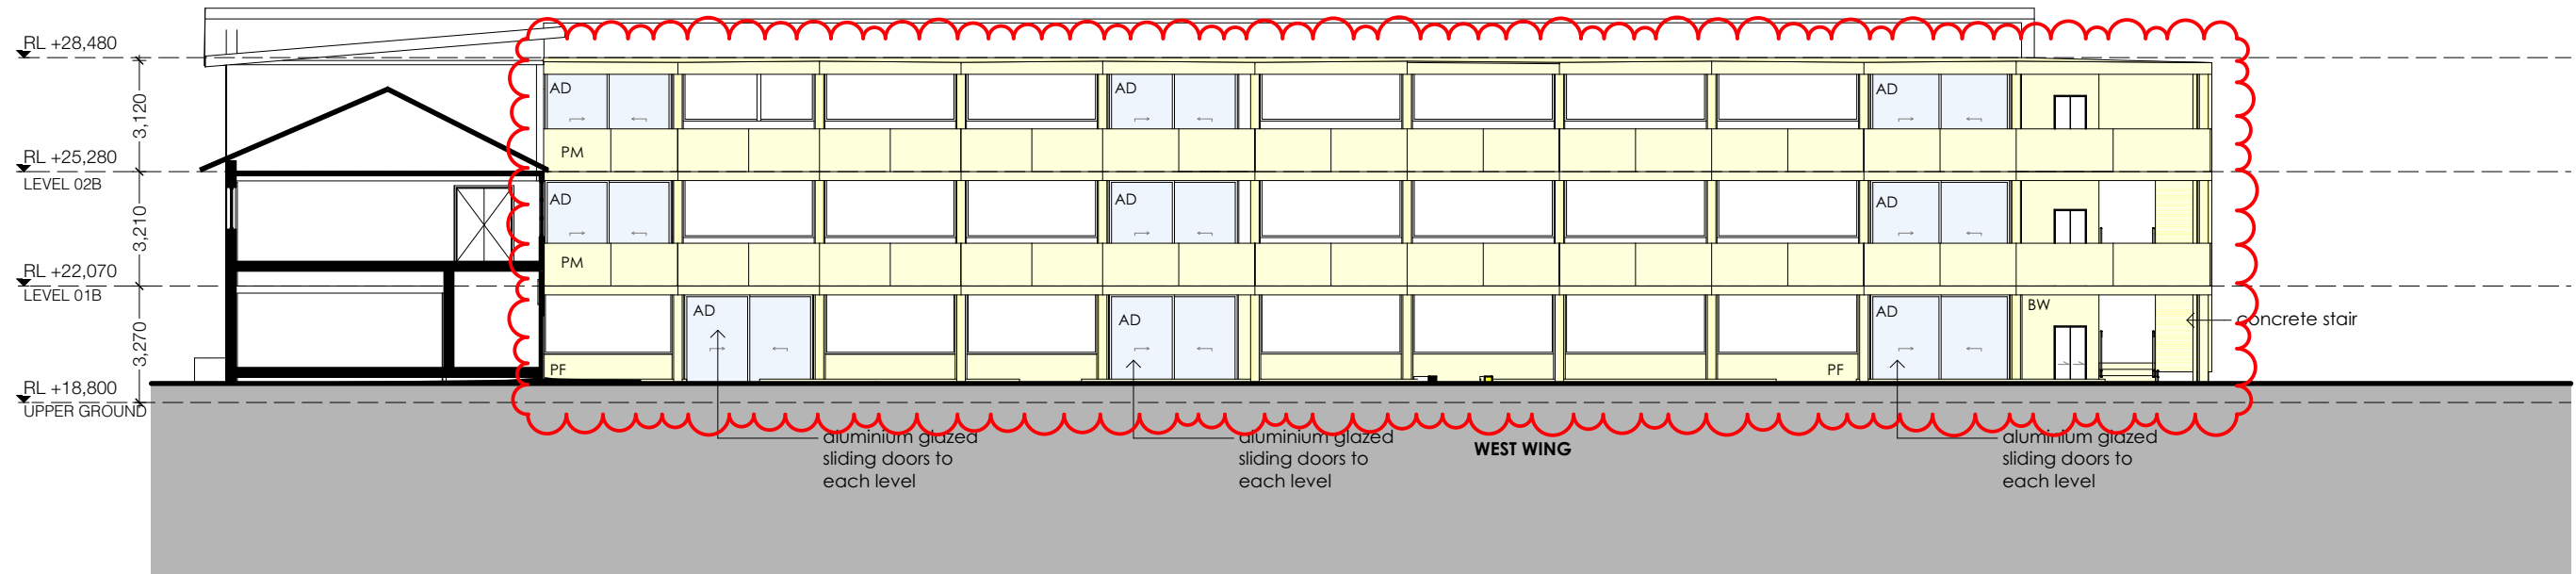 RL +28,480
3,120
RL +25,280
LEVEL 02B
3,210
RL +22,070
LEVEL 01B
3,270
RL +18,800
UPPER GROUND
AD
AD
AD
PM
AD
AD
AD
PM
AD
AD
AD
BW
PF
PF
concrete stair
aluminium glazed
sliding doors to
each level
aluminium glazed
sliding doors to
each level
WEST WING
aluminium glazed
sliding doors to
each level